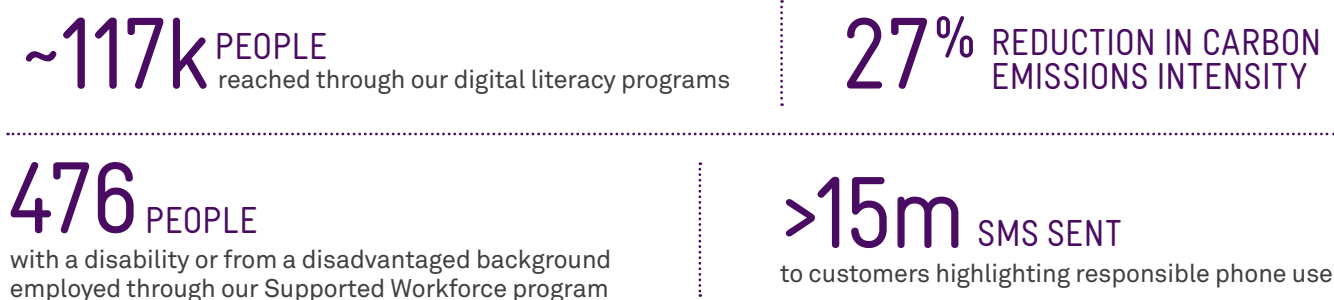 ~117k PEOPLE
reached through our digital literacy programs
27% REDUCTION IN CARBON
EMISSIONS INTENSITY
476 PEOPLE
with a disability or from a disadvantaged background
employed through our Supported Workforce program
>15m SMS SENT
to customers highlighting responsible phone use